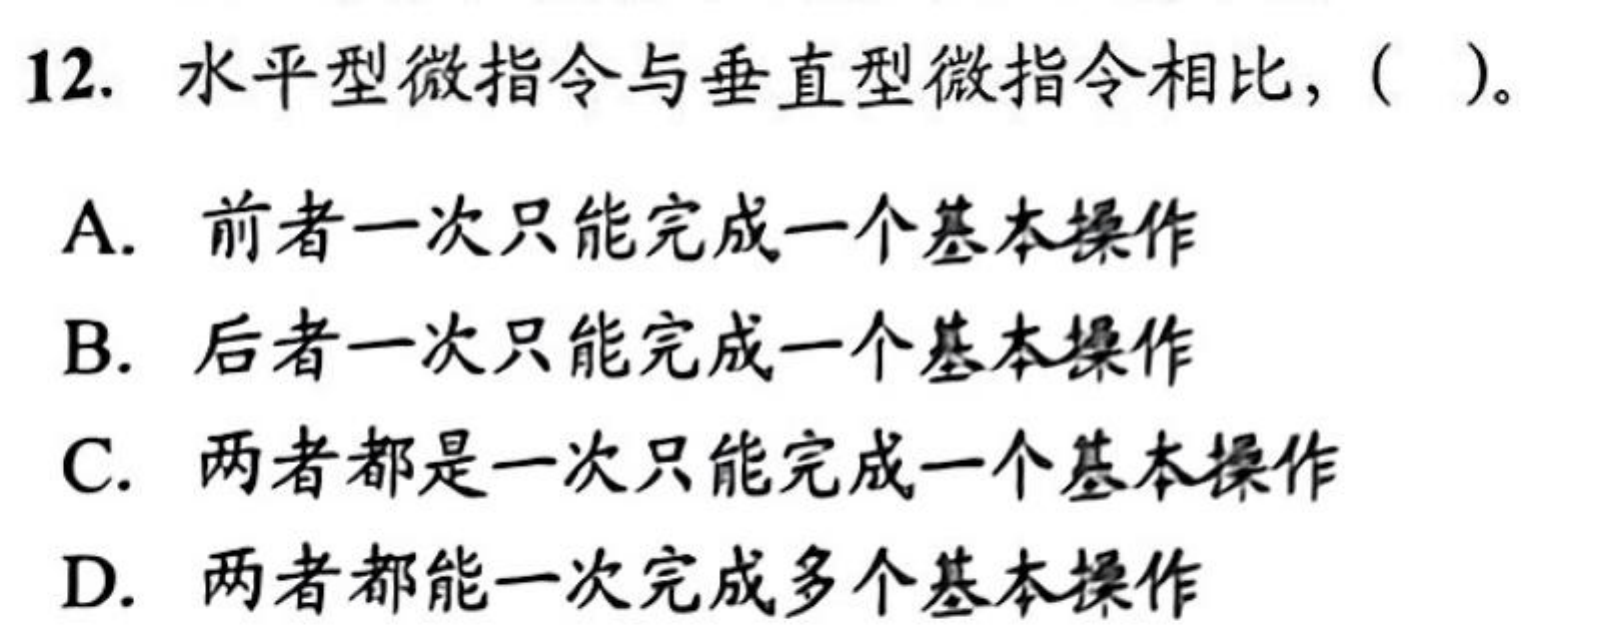 12. 水平型微指令与垂直型微指令相比，（ ）。
A. 前者一次只能完成一个基本操作
B. 后者一次只能完成一个基本操作
C. 两者都是一次只能完成一个基本操作
D. 两者都能一次完成多个基本操作